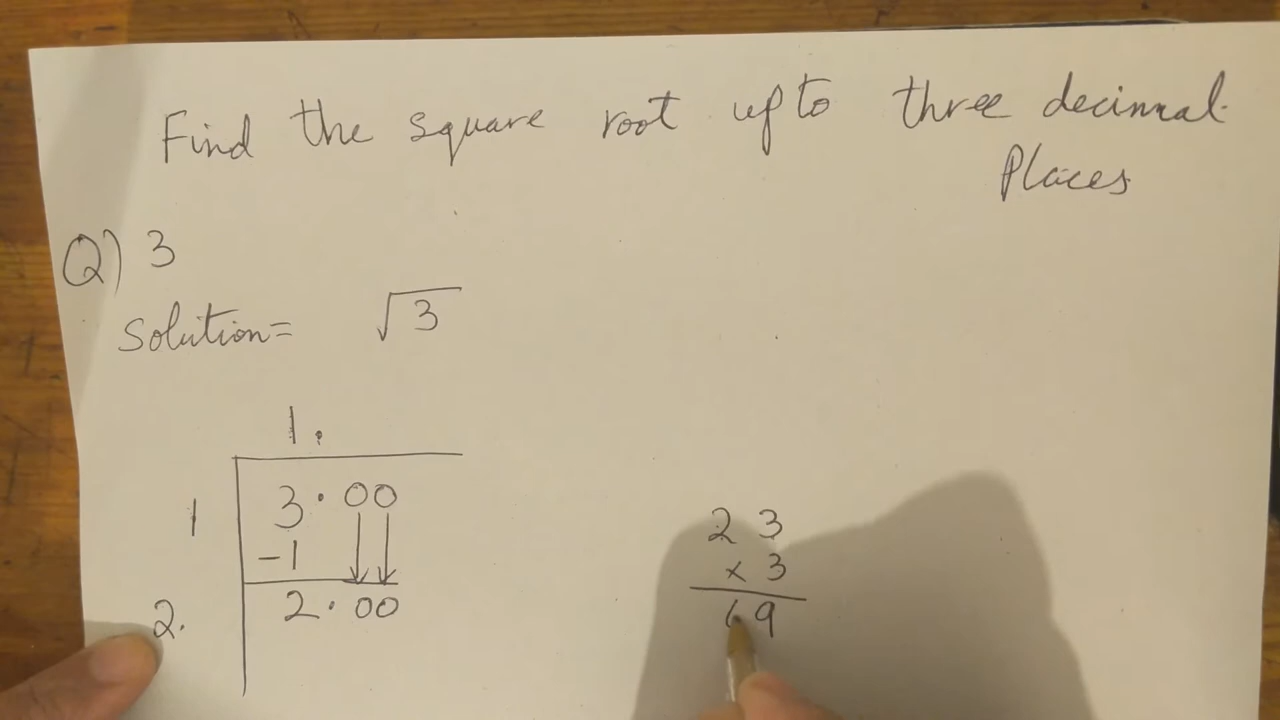 Find the square root upto three decimal
Places
Q) 3
Solution= √3
1.
1 3.00
-1
2. 2.00
23
x 3
69